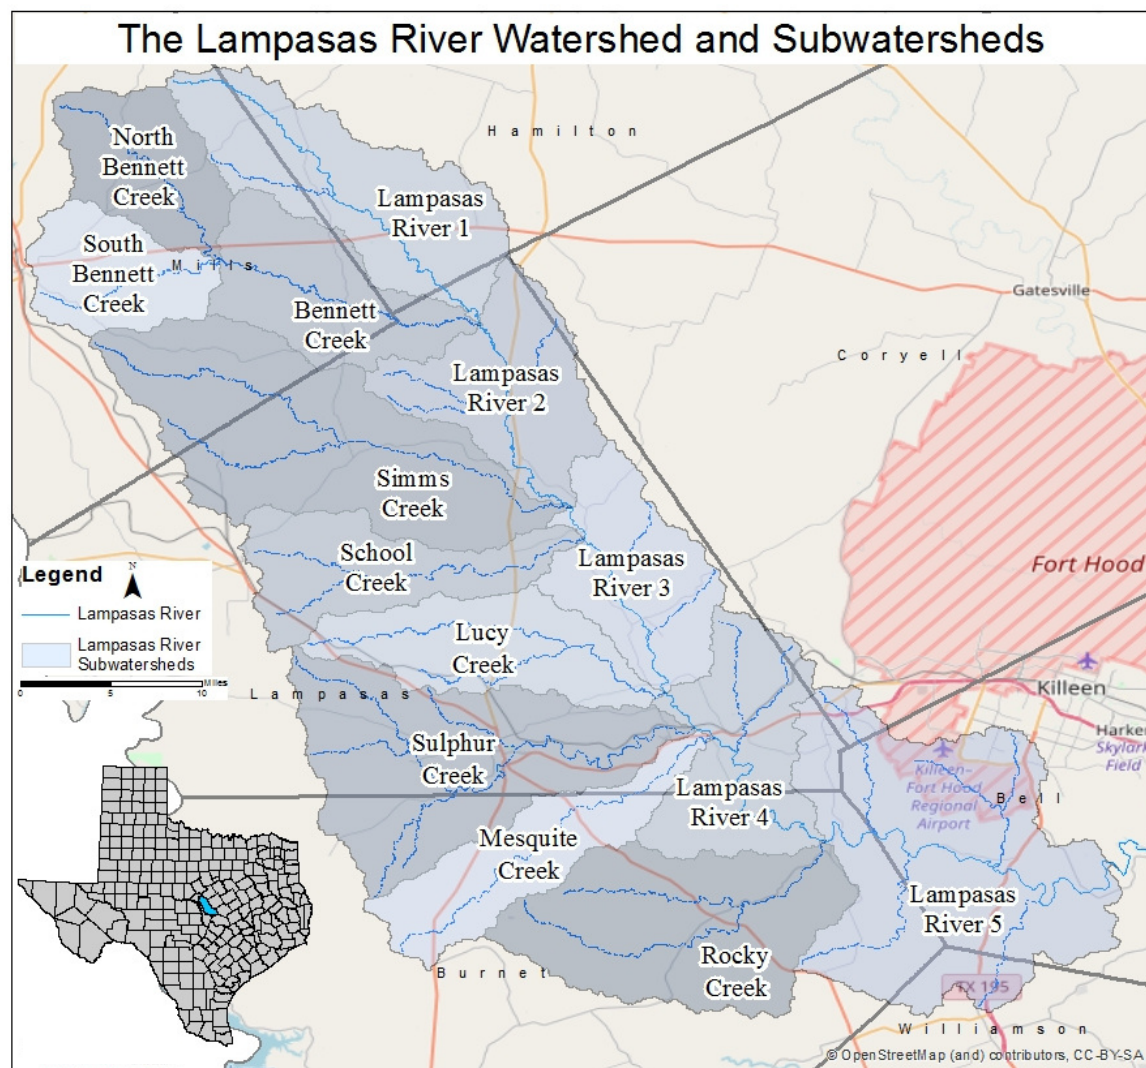 The Lampasas River Watershed and Subwatersheds
Hamilton
North
Bennett
Creek
Lampasas
River 1
South
Bennett
Creek
Mills
Gatesville
Bennett
Creek
Coryell
Lampasas
River 2
Simms
Creek
School
Creek
Lampasas
River 3
Fort Hood
Legend
N
Lampasas River
Lampasas River
Subwatersheds
0 5 10 Miles
Lucy
Creek
Lampasas
Killeen
Harker
Skylark
Field
Sulphur
Creek
Killeen-
Fort Hood
Regional
Airport
Bell
Lampasas
River 4
Mesquite
Creek
Lampasas
River 5
Rocky
Creek
Burnet
TX 195
Williamson
© OpenStreetMap (and) contributors, CC-BY-SA